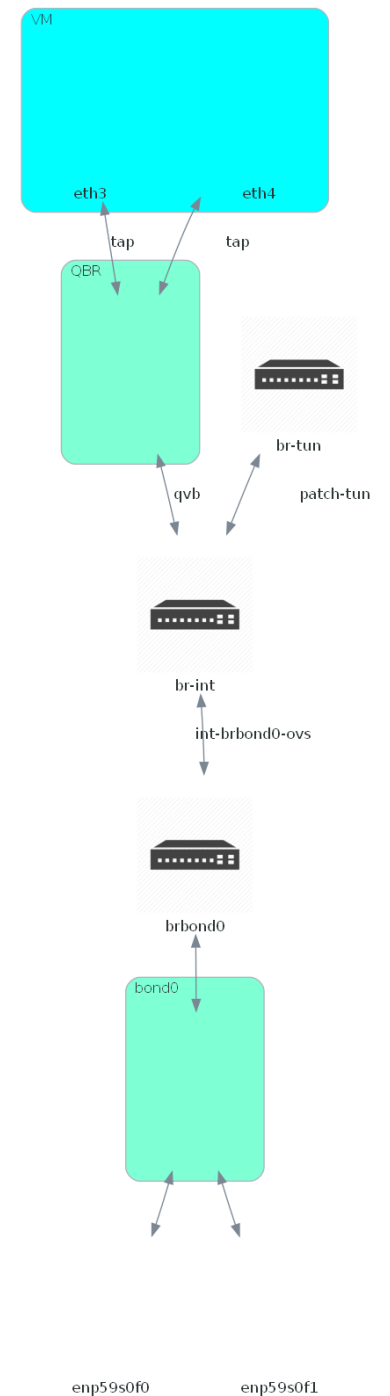 VM
eth3
eth4
tap
tap
QBR
br-tun
qvb
patch-tun
br-int
int-brbond0-ovs
brbond0
bond0
enp59s0f0
enp59s0f1